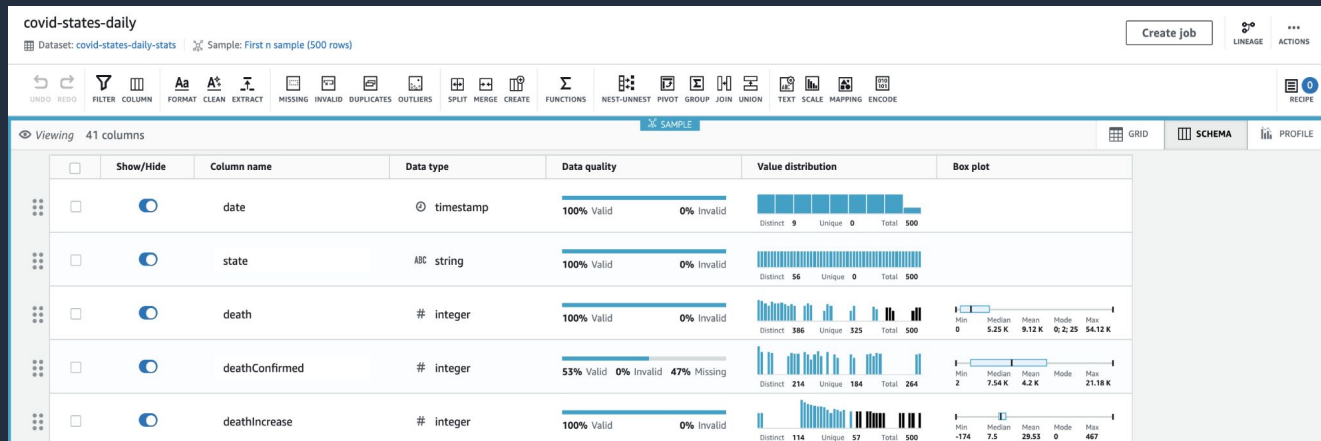 covid-states-daily
Dataset: covid-states-daily-stats Sample: First n sample (500 rows)
Create job
LINEAGE
ACTIONS
UNDO REDO FILTER COLUMN FORMAT CLEAN EXTRACT MISSING INVALID DUPLICATES OUTLIERS SPLIT MERGE CREATE FUNCTIONS NEST-UNNEST PIVOT GROUP JOIN UNION TEXT SCALE MAPPING ENCODE
0
RECIPE
Viewing 41 columns
SAMPLE
GRID SCHEMA PROFILE
Show/Hide Column name Data type Data quality Value distribution Box plot
date timestamp 100% Valid 0% Invalid
Distinct 9 Unique 0 Total 500
state ABC string 100% Valid 0% Invalid
Distinct 56 Unique 0 Total 500
death # integer 100% Valid 0% Invalid
Distinct 386 Unique 325 Total 500
Min Median Mean Mode Max
0 5.25 K 9.12 K 0; 2; 25 54.12 K
deathConfirmed # integer 53% Valid 0% Invalid 47% Missing
Distinct 214 Unique 184 Total 264
Min Median Mean Mode Max
2 7.54 K 4.2 K 21.18 K
deathIncrease # integer 100% Valid 0% Invalid
Distinct 114 Unique 57 Total 500
Min Median Mean Mode Max
-174 7.5 29.53 0 467